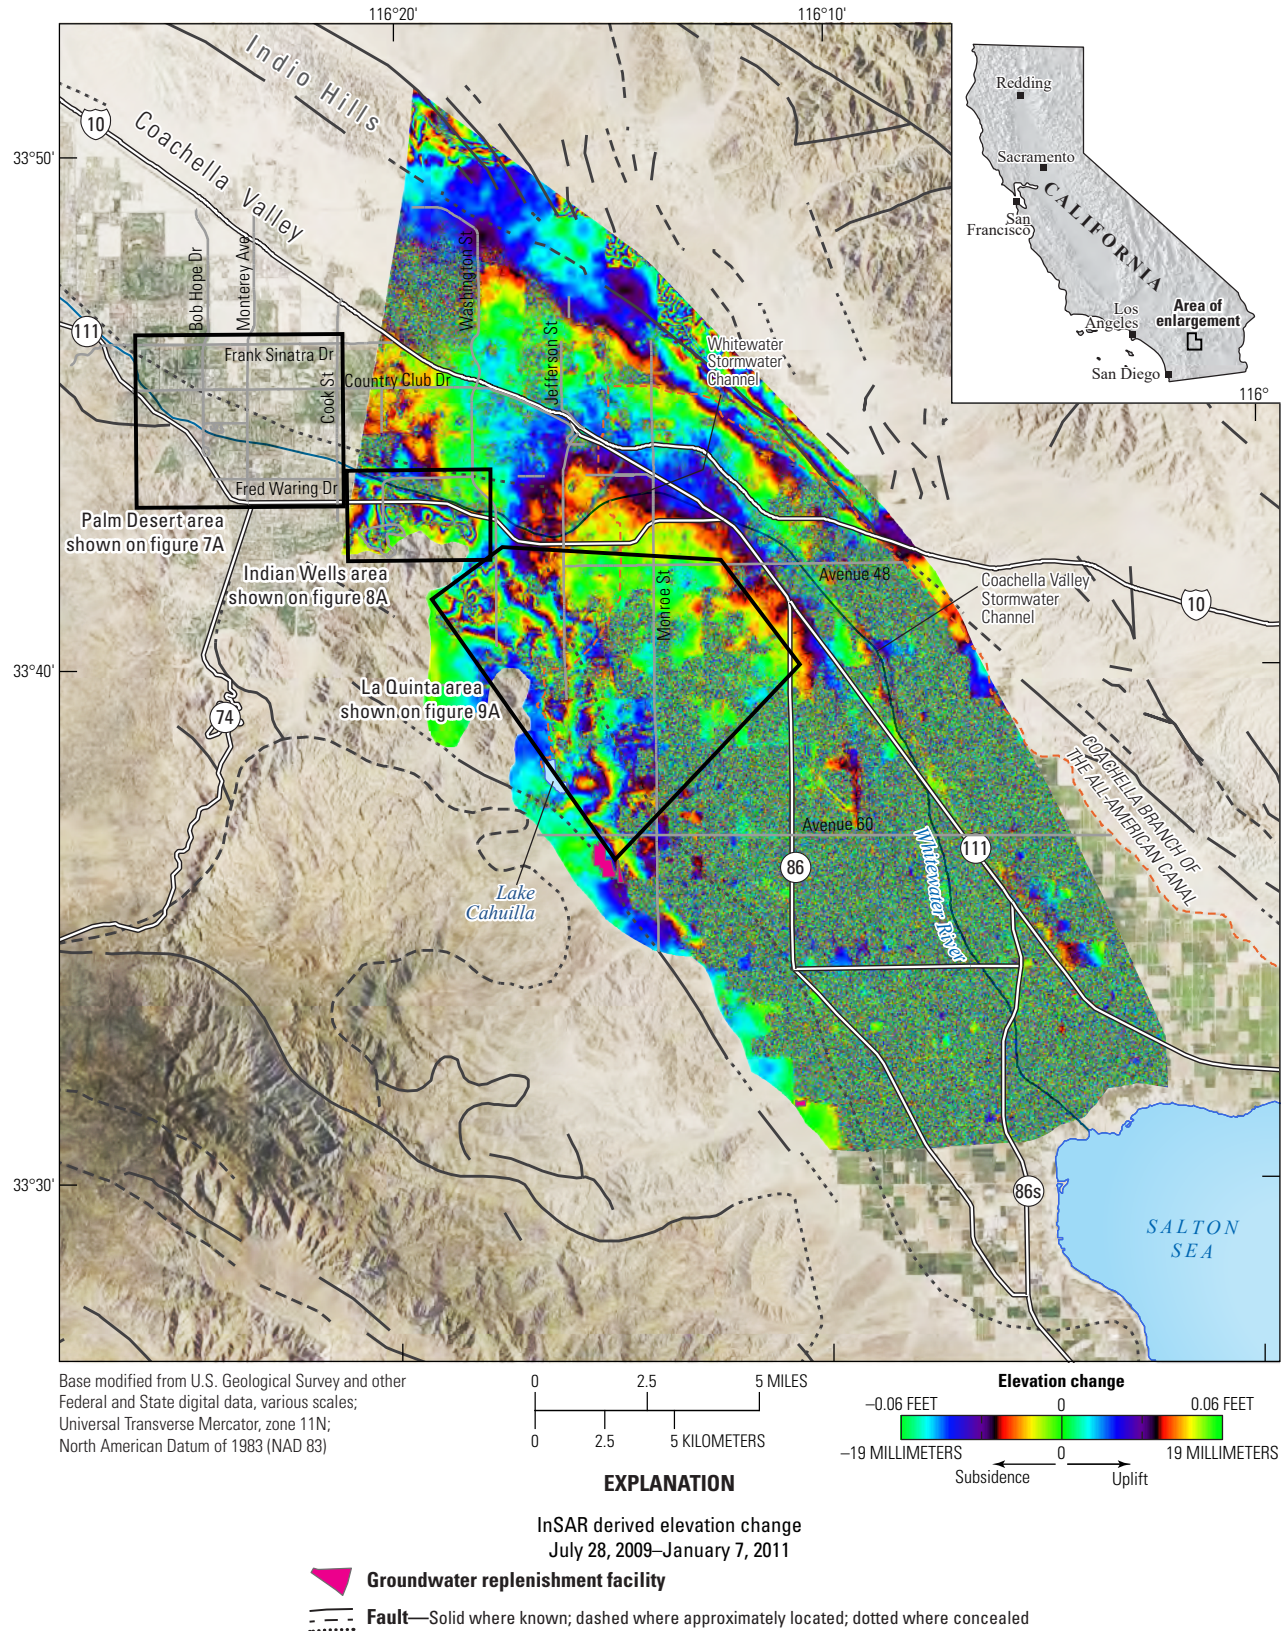 116°20'
116°10'
33°50'
33°40'
33°30'
116°
Indio Hills
10
Coachella Valley
Bob Hope Dr
Monterey Ave
Washington St
Jefferson St
111
Frank Sinatra Dr
Cook St
Country Club Dr
Whitewater
Stormwater
Channel
Fred Waring Dr
Palm Desert area
shown on figure 7A
Indian Wells area
shown on figure 8A
Avenue 48
Monroe St
Coachella Valley
Stormwater
Channel
10
La Quinta area
shown on figure 9A
74
COACHELLA BRANCH OF
THE ALL-AMERICAN CANAL
Avenue 60
86
111
Whitewater River
Lake
Cahuilla
86s
SALTON
SEA
Redding
Sacramento
San
Francisco
CALIFORNIA
Los
Angeles
Area of
enlargement
San Diego
Base modified from U.S. Geological Survey and other
Federal and State digital data, various scales;
Universal Transverse Mercator, zone 11N;
North American Datum of 1983 (NAD 83)
0 2.5 5 MILES
0 2.5 5 KILOMETERS
Elevation change
–0.06 FEET 0 0.06 FEET
–19 MILLIMETERS 0 19 MILLIMETERS
Subsidence Uplift
EXPLANATION
InSAR derived elevation change
July 28, 2009–January 7, 2011
Groundwater replenishment facility
Fault—Solid where known; dashed where approximately located; dotted where concealed